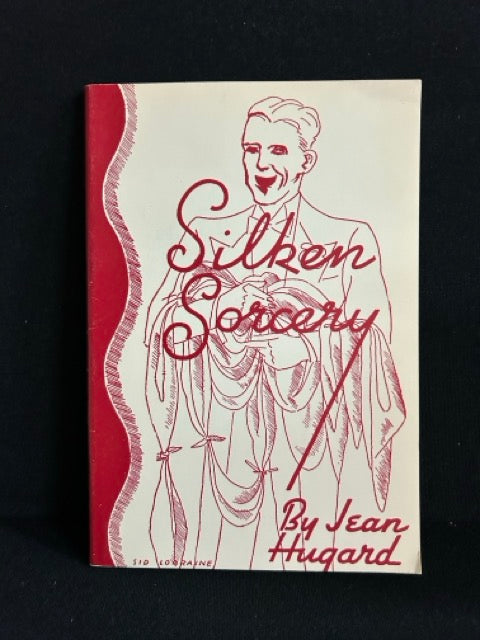 Silken
Sorcery
By Jean
Hugard
SID LORRAINE